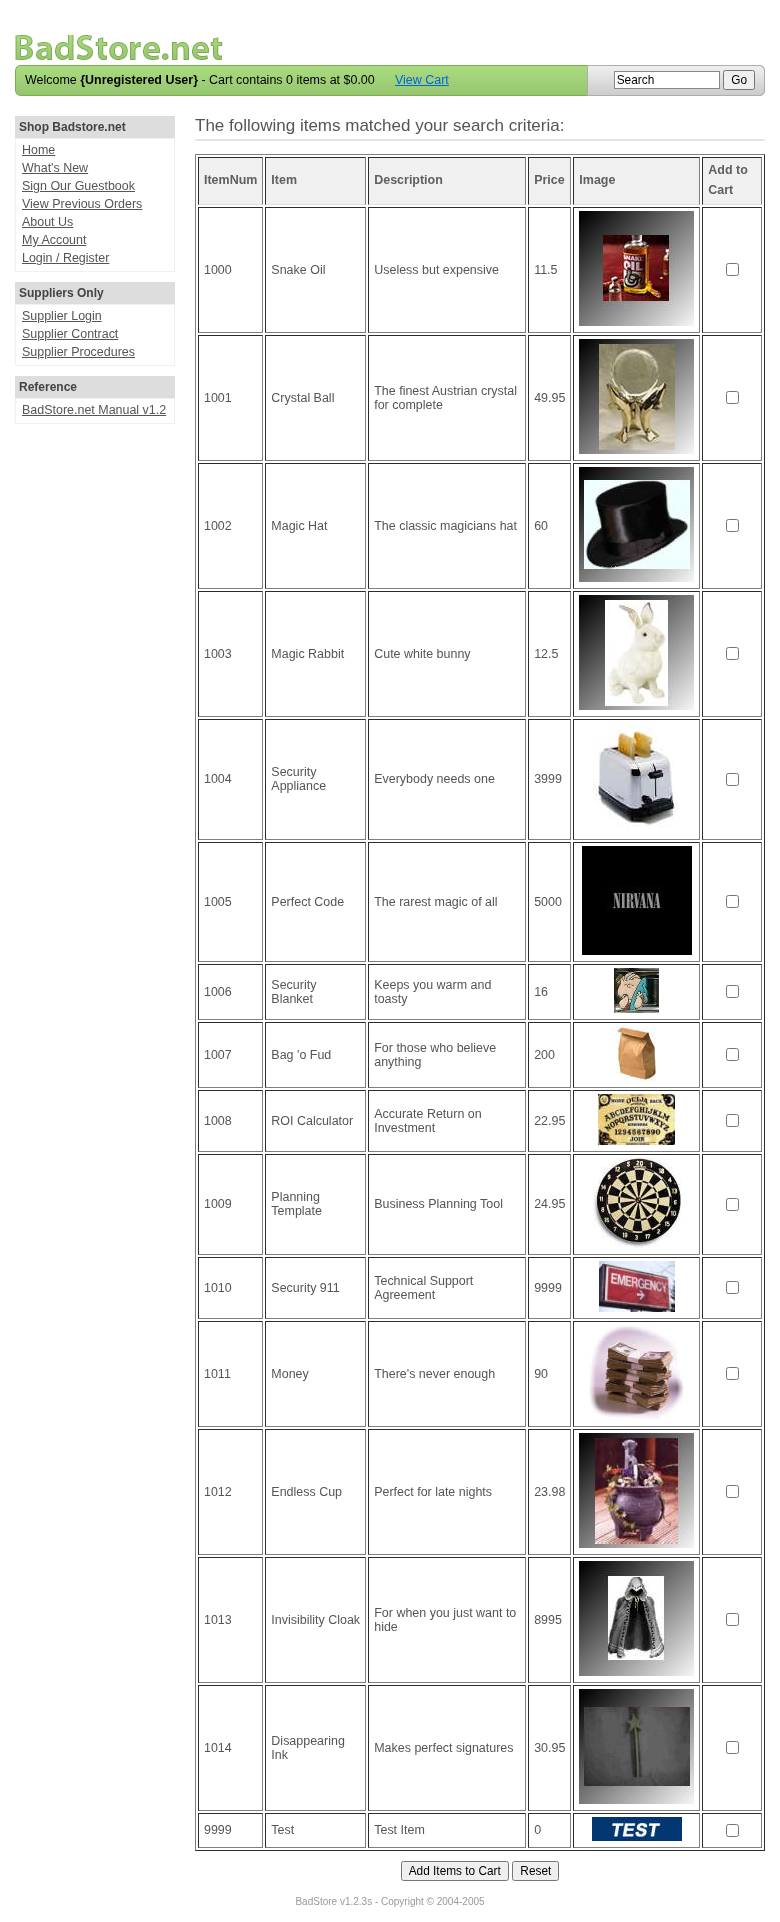 BadStore.net
Welcome {Unregistered User} - Cart contains 0 items at $0.00 View Cart Search Go
Shop Badstore.net
Home
What's New
Sign Our Guestbook
View Previous Orders
About Us
My Account
Login / Register
Suppliers Only
Supplier Login
Supplier Contract
Supplier Procedures
Reference
BadStore.net Manual v1.2
The following items matched your search criteria:
ItemNum Item Description Price Image Add to Cart
1000 Snake Oil Useless but expensive 11.5 SNAKE OIL
1001 Crystal Ball The finest Austrian crystal for complete 49.95
1002 Magic Hat The classic magicians hat 60
1003 Magic Rabbit Cute white bunny 12.5
1004 Security Appliance Everybody needs one 3999
1005 Perfect Code The rarest magic of all 5000 NIRVANA
1006 Security Blanket Keeps you warm and toasty 16
1007 Bag 'o Fud For those who believe anything 200
1008 ROI Calculator Accurate Return on Investment 22.95 OUIJA ABCDEFGHIJKLM NOPQRSTUVWXYZ 1234567890
1009 Planning Template Business Planning Tool 24.95
1010 Security 911 Technical Support Agreement 9999 EMERGENCY
1011 Money There's never enough 90
1012 Endless Cup Perfect for late nights 23.98
1013 Invisibility Cloak For when you just want to hide 8995
1014 Disappearing Ink Makes perfect signatures 30.95
9999 Test Test Item 0 TEST
Add Items to Cart Reset
BadStore v1.2.3s - Copyright © 2004-2005